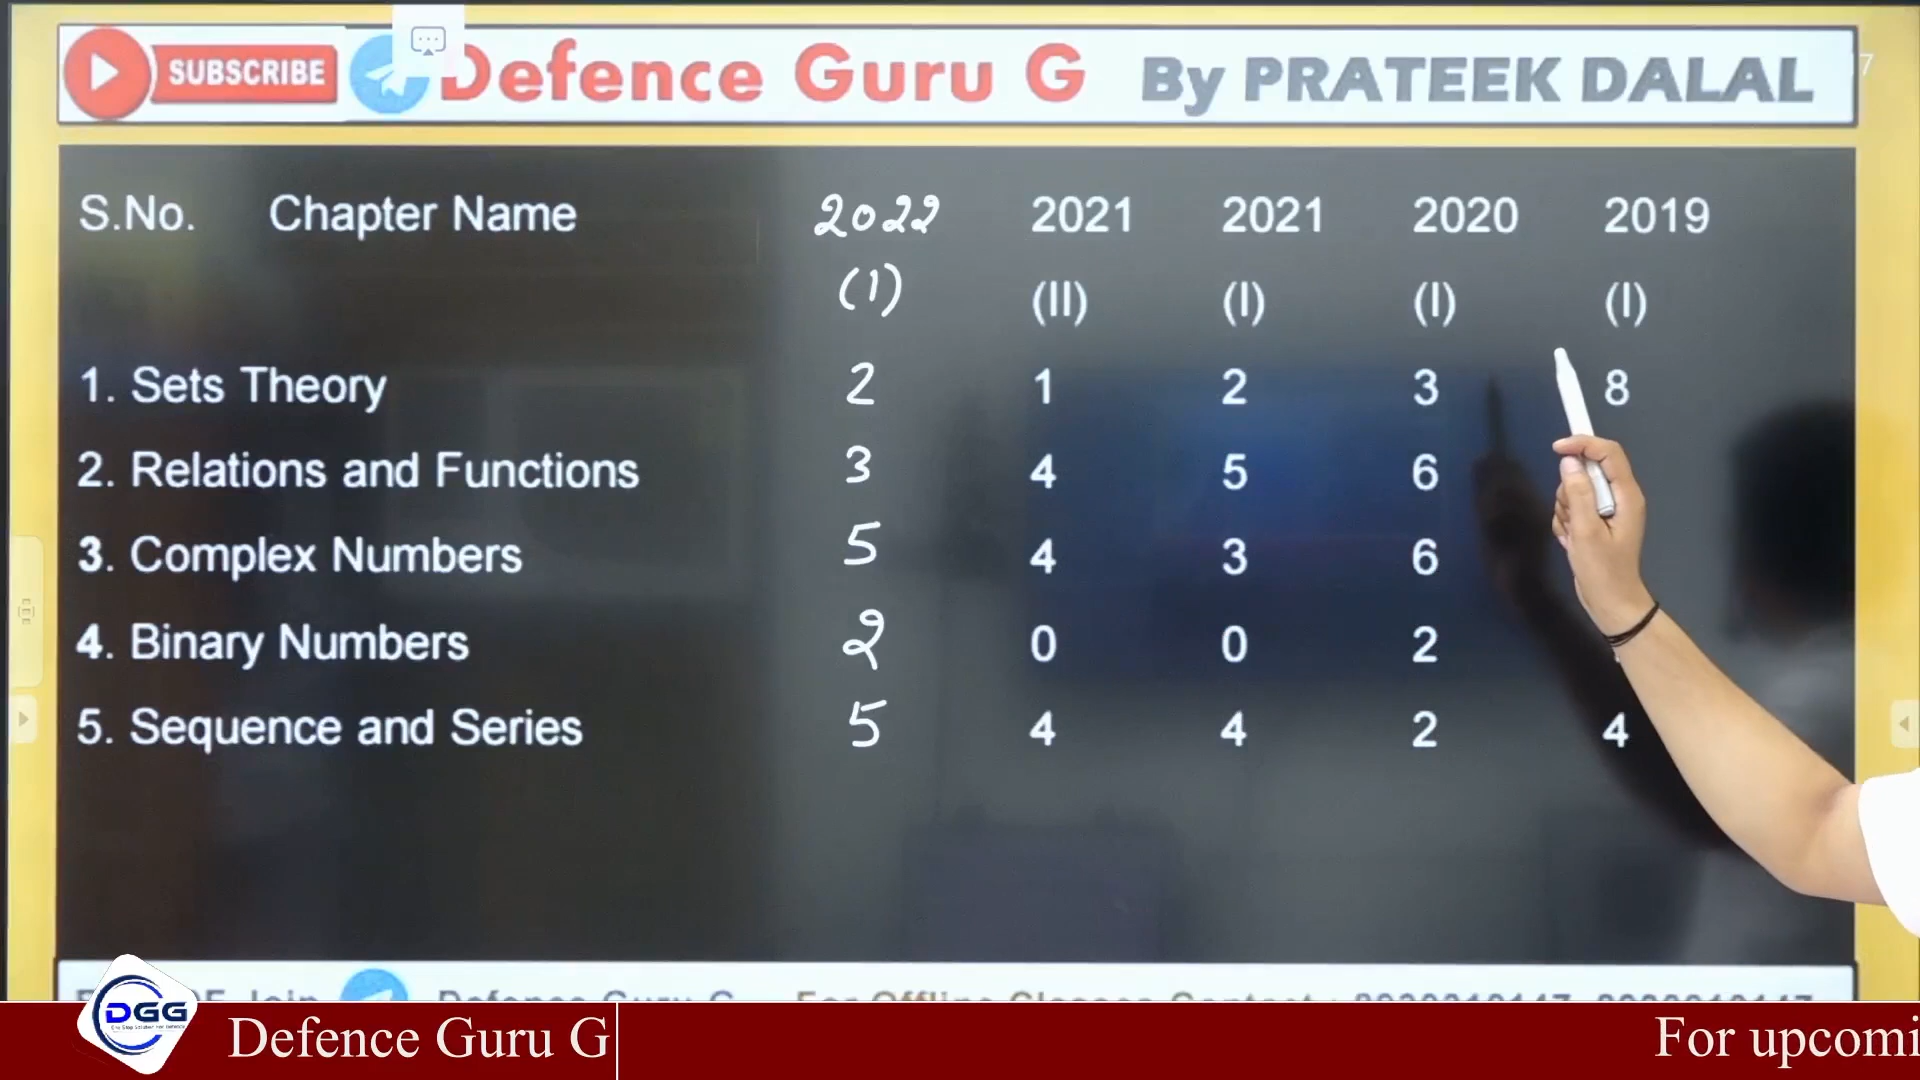 SUBSCRIBE Defence Guru G By PRATEEK DALAL
7
S.No. Chapter Name 2022 2021 2021 2020 2019
(1) (II) (I) (I) (I)
1. Sets Theory 2 1 2 3 8
2. Relations and Functions 3 4 5 6
3. Complex Numbers 5 4 3 6
4. Binary Numbers 2 0 0 2
5. Sequence and Series 5 4 4 2 4
DGG
Defence Guru G For upcomi